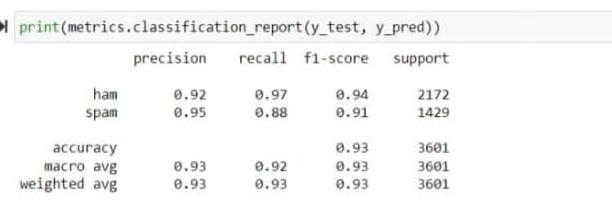 print(metrics.classification_report(y_test, y_pred))
precision recall f1-score support
ham 0.92 0.97 0.94 2172
spam 0.95 0.88 0.91 1429
accuracy 0.93 3601
macro avg 0.93 0.92 0.93 3601
weighted avg 0.93 0.93 0.93 3601